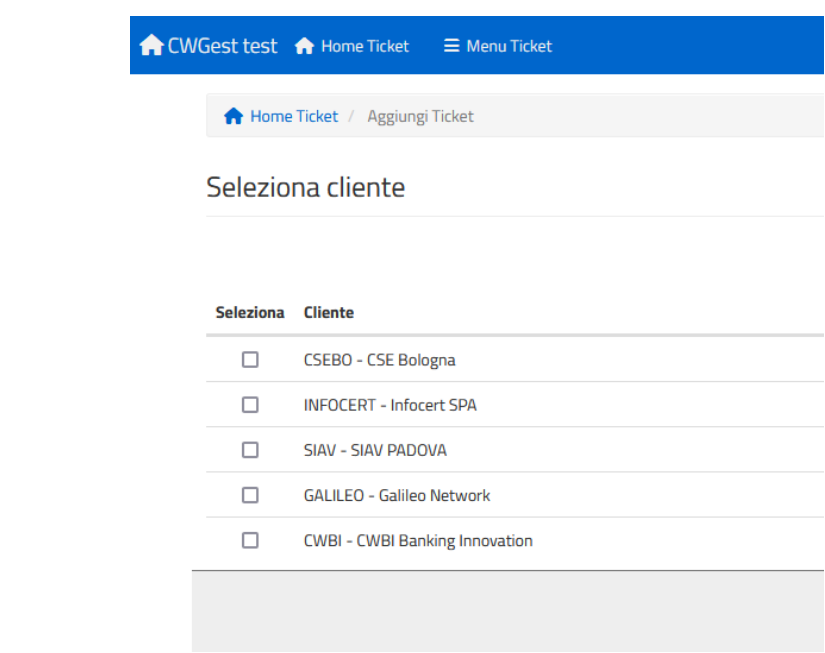 CWGest test Home Ticket Menu Ticket
Home Ticket / Aggiungi Ticket
Seleziona cliente
Seleziona Cliente
CSEBO - CSE Bologna
INFOCERT - Infocert SPA
SIAV - SIAV PADOVA
GALILEO - Galileo Network
CWBI - CWBI Banking Innovation